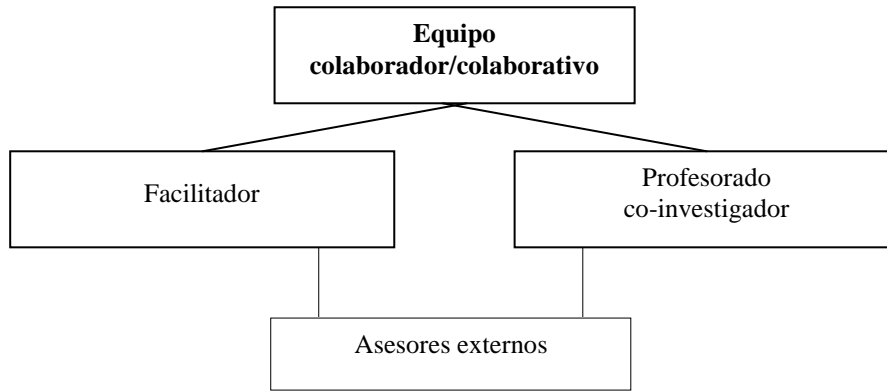 Equipo
colaborador/colaborativo
Facilitador
Profesorado
co-investigador
Asesores externos